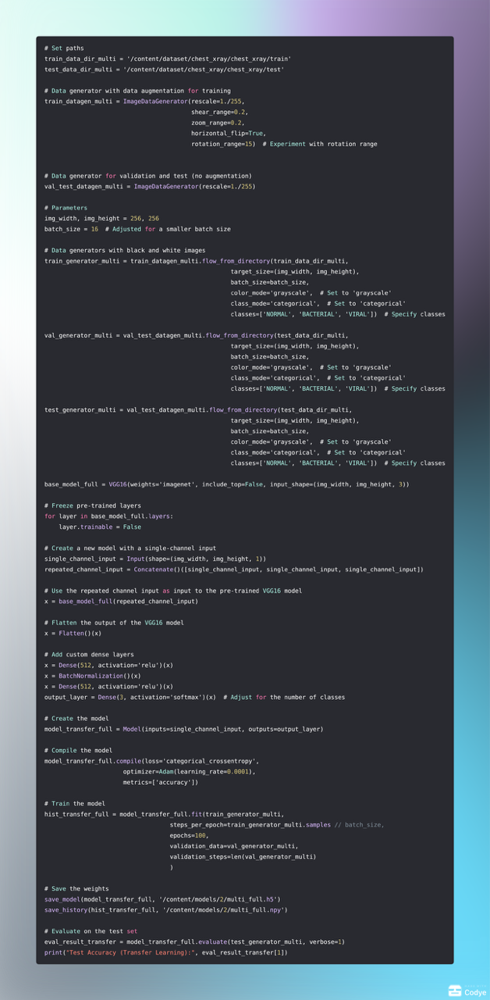 # Set paths
train_data_dir_multi = '/content/dataset/chest_xray/chest_xray/train'
test_data_dir_multi = '/content/dataset/chest_xray/chest_xray/test'

# Data generator with data augmentation for training
train_datagen_multi = ImageDataGenerator(rescale=1./255,
                                         shear_range=0.2,
                                         zoom_range=0.2,
                                         horizontal_flip=True,
                                         rotation_range=15)  # Experiment with rotation range


# Data generator for validation and test (no augmentation)
val_test_datagen_multi = ImageDataGenerator(rescale=1./255)

# Parameters
img_width, img_height = 256, 256
batch_size = 16  # Adjusted for a smaller batch size

# Data generators with black and white images
train_generator_multi = train_datagen_multi.flow_from_directory(train_data_dir_multi,
                                                    target_size=(img_width, img_height),
                                                    batch_size=batch_size,
                                                    color_mode='grayscale',  # Set to 'grayscale'
                                                    class_mode='categorical',  # Set to 'categorical'
                                                    classes=['NORMAL', 'BACTERIAL', 'VIRAL'])  # Specify classes

val_generator_multi = val_test_datagen_multi.flow_from_directory(test_data_dir_multi,
                                                    target_size=(img_width, img_height),
                                                    batch_size=batch_size,
                                                    color_mode='grayscale',  # Set to 'grayscale'
                                                    class_mode='categorical',  # Set to 'categorical'
                                                    classes=['NORMAL', 'BACTERIAL', 'VIRAL'])  # Specify classes

test_generator_multi = val_test_datagen_multi.flow_from_directory(test_data_dir_multi,
                                                    target_size=(img_width, img_height),
                                                    batch_size=batch_size,
                                                    color_mode='grayscale',  # Set to 'grayscale'
                                                    class_mode='categorical',  # Set to 'categorical'
                                                    classes=['NORMAL', 'BACTERIAL', 'VIRAL'])  # Specify classes

base_model_full = VGG16(weights='imagenet', include_top=False, input_shape=(img_width, img_height, 3))

# Freeze pre-trained layers
for layer in base_model_full.layers:
    layer.trainable = False

# Create a new model with a single-channel input
single_channel_input = Input(shape=(img_width, img_height, 1))
repeated_channel_input = Concatenate()([single_channel_input, single_channel_input, single_channel_input])

# Use the repeated channel input as input to the pre-trained VGG16 model
x = base_model_full(repeated_channel_input)

# Flatten the output of the VGG16 model
x = Flatten()(x)

# Add custom dense layers
x = Dense(512, activation='relu')(x)
x = BatchNormalization()(x)
x = Dense(512, activation='relu')(x)
output_layer = Dense(3, activation='softmax')(x)  # Adjust for the number of classes

# Create the model
model_transfer_full = Model(inputs=single_channel_input, outputs=output_layer)

# Compile the model
model_transfer_full.compile(loss='categorical_crossentropy',
                      optimizer=Adam(learning_rate=0.0001),
                      metrics=['accuracy'])

# Train the model
hist_transfer_full = model_transfer_full.fit(train_generator_multi,
                                   steps_per_epoch=train_generator_multi.samples // batch_size,
                                   epochs=100,
                                   validation_data=val_generator_multi,
                                   validation_steps=len(val_generator_multi)
                                   )

# Save the weights
save_model(model_transfer_full, '/content/models/2/multi_full.h5')
save_history(hist_transfer_full, '/content/models/2/multi_full.npy')

# Evaluate on the test set
eval_result_transfer = model_transfer_full.evaluate(test_generator_multi, verbose=1)
print("Test Accuracy (Transfer Learning):", eval_result_transfer[1])
Codye